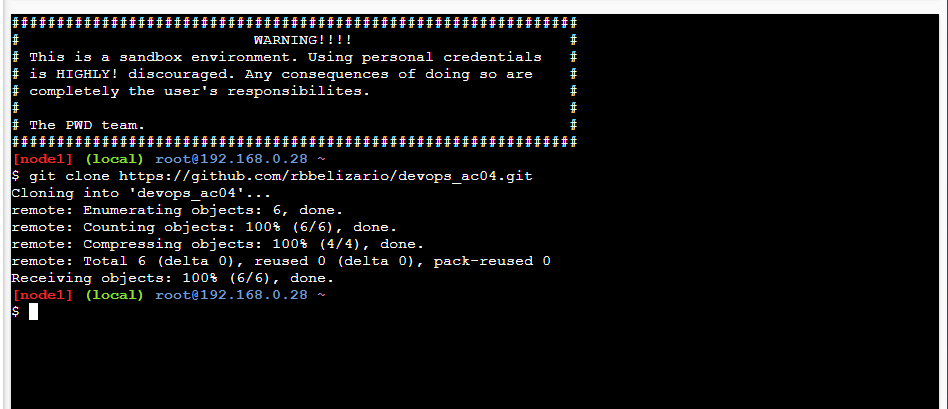 ###############################################################
# WARNING!!!! #
# This is a sandbox environment. Using personal credentials #
# is HIGHLY! discouraged. Any consequences of doing so are #
# completely the user's responsibilites. #
# #
# The PWD team. #
###############################################################
[node1] (local) root@192.168.0.28 ~
$ git clone https://github.com/rbbelizario/devops_ac04.git
Cloning into 'devops_ac04'...
remote: Enumerating objects: 6, done.
remote: Counting objects: 100% (6/6), done.
remote: Compressing objects: 100% (4/4), done.
remote: Total 6 (delta 0), reused 0 (delta 0), pack-reused 0
Receiving objects: 100% (6/6), done.
[node1] (local) root@192.168.0.28 ~
$